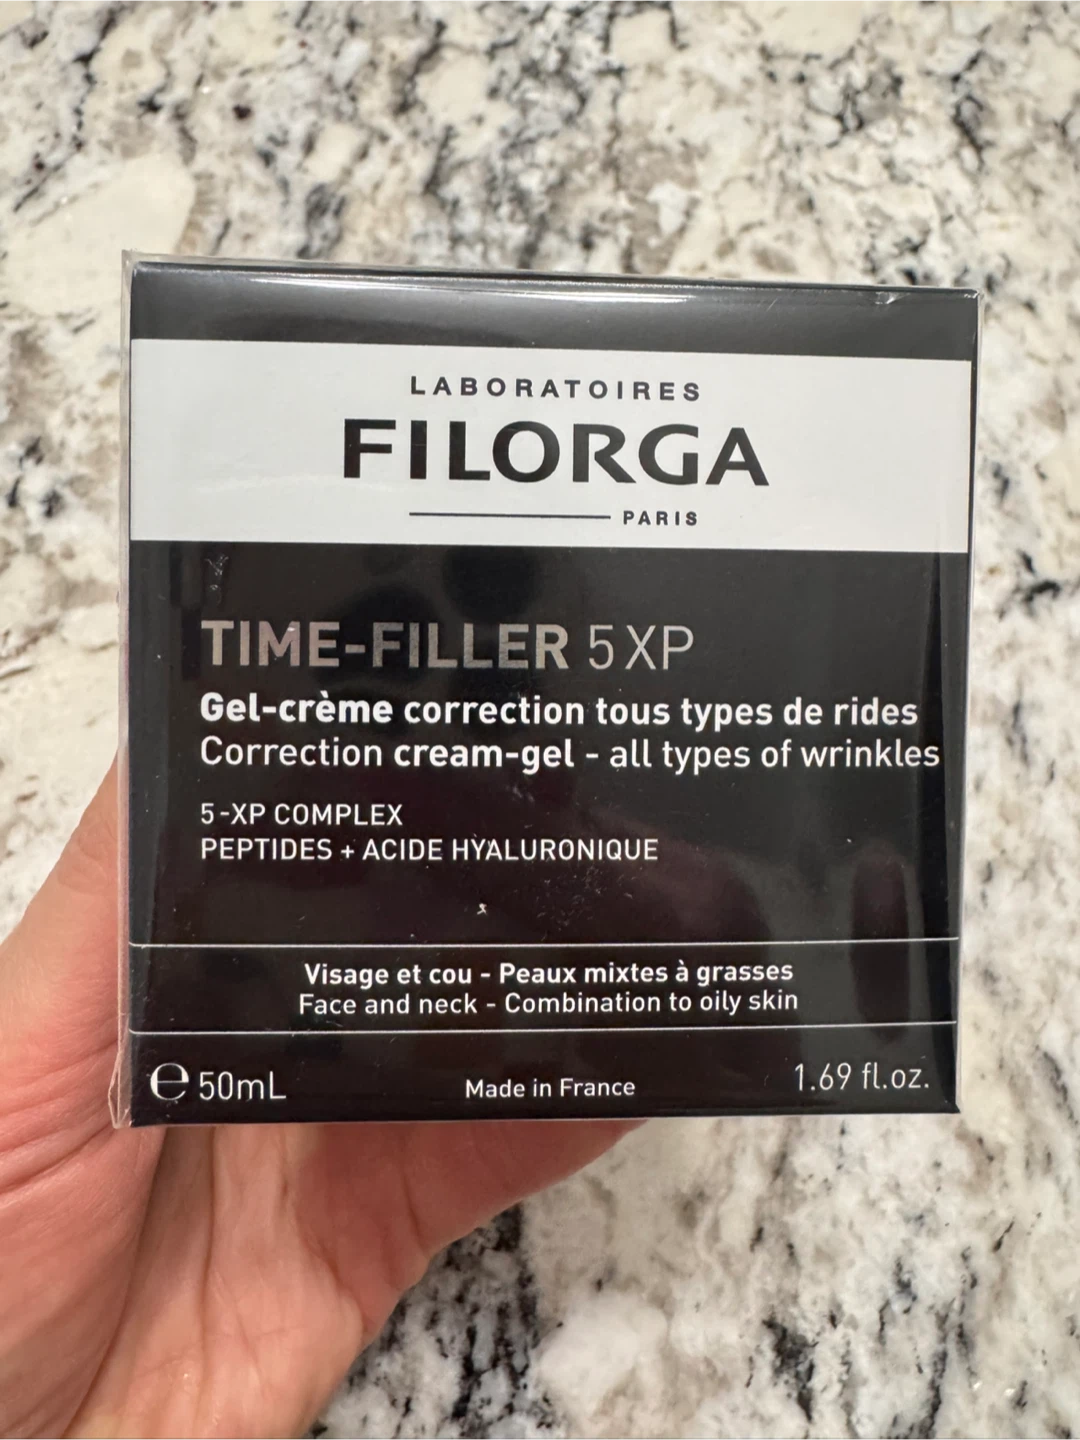 LABORATOIRES
FILORGA
PARIS
TIME-FILLER 5 XP
Gel-crème correction tous types de rides
Correction cream-gel - all types of wrinkles
5-XP COMPLEX
PEPTIDES + ACIDE HYALURONIQUE
Visage et cou - Peaux mixtes à grasses
Face and neck - Combination to oily skin
℮ 50mL Made in France 1.69 fl.oz.